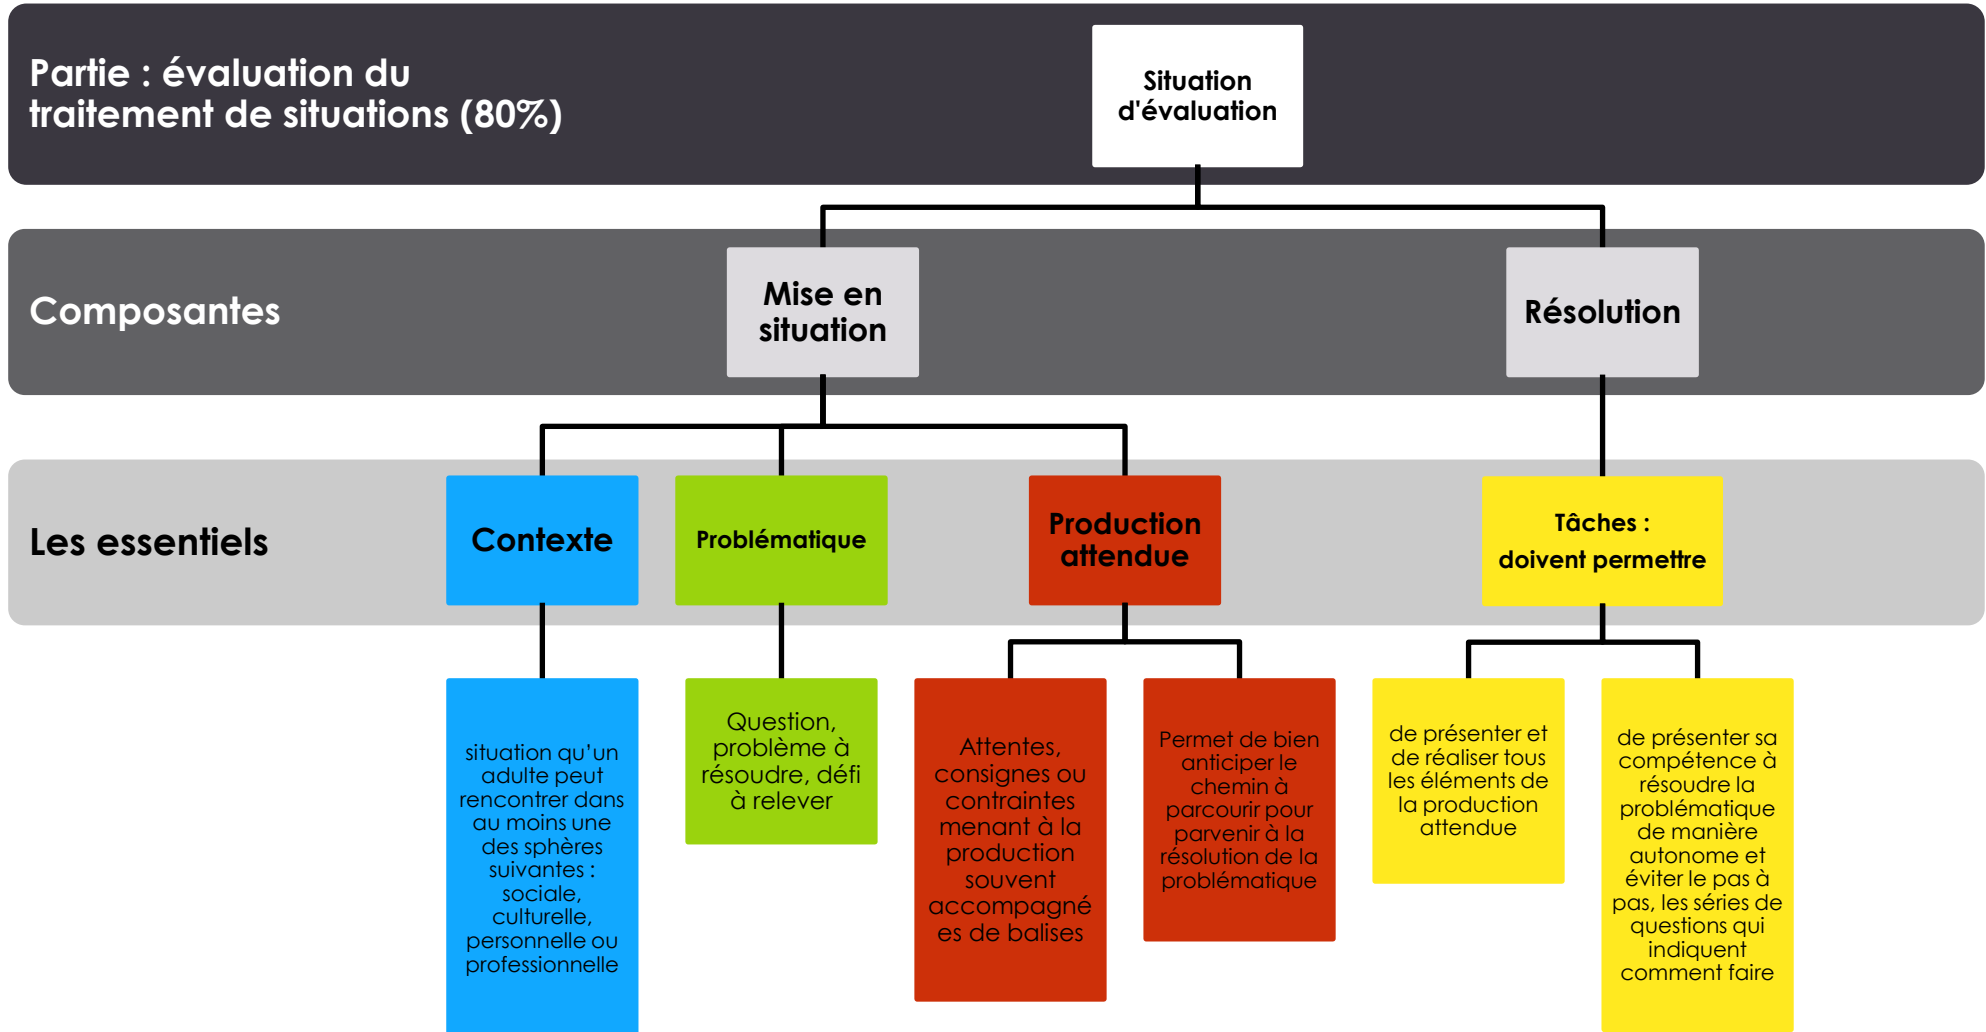 Partie : évaluation du
traitement de situations (80%)
Situation
d'évaluation
Composantes
Mise en
situation
Résolution
Les essentiels
Contexte
Problématique
Production
attendue
Tâches :
doivent permettre
situation qu’un
adulte peut
rencontrer dans
au moins une
des sphères
suivantes :
sociale,
culturelle,
personnelle ou
professionnelle
Question,
problème à
résoudre, défi
à relever
Attentes,
consignes ou
contraintes
menant à la
production
souvent
accompagné
es de balises
Permet de bien
anticiper le
chemin à
parcourir pour
parvenir à la
résolution de la
problématique
de présenter et
de réaliser tous
les éléments de
la production
attendue
de présenter sa
compétence à
résoudre la
problématique
de manière
autonome et
éviter le pas à
pas, les séries de
questions qui
indiquent
comment faire